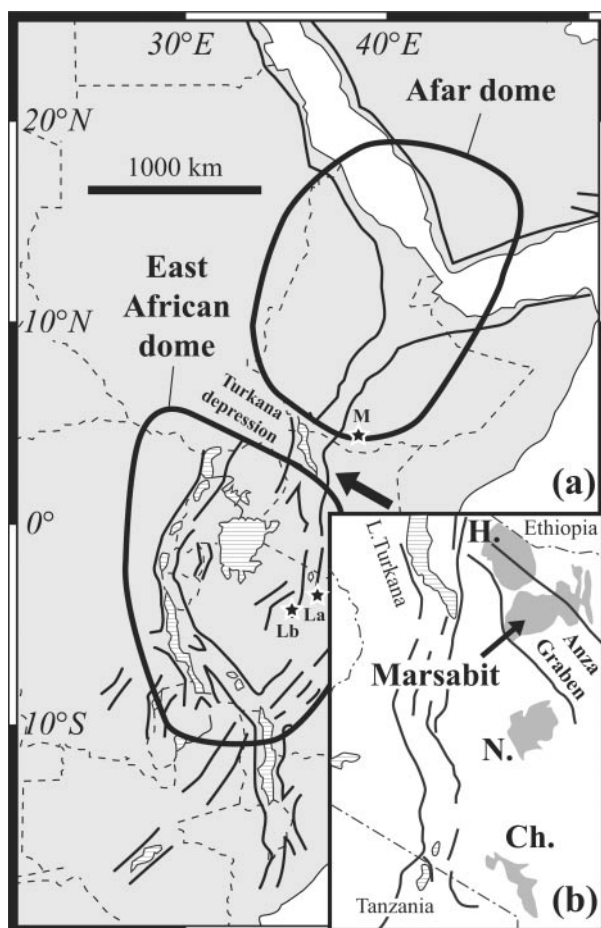 30°E
40°E
Afar dome
20°N
1000 km
East
African
dome
10°N
Turkana
depression
M
(a)
0°
La
Lb
10°S
H.
Ethiopia
L.Turkana
Anza
Graben
Marsabit
N.
Ch.
Tanzania
(b)